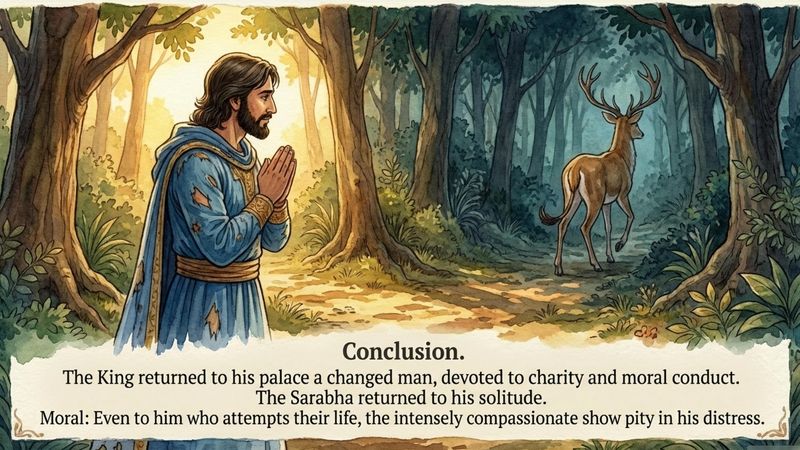 Conclusion.
The King returned to his palace a changed man, devoted to charity and moral conduct.
The Sarabha returned to his solitude.
Moral: Even to him who attempts their life, the intensely compassionate show pity in his distress.